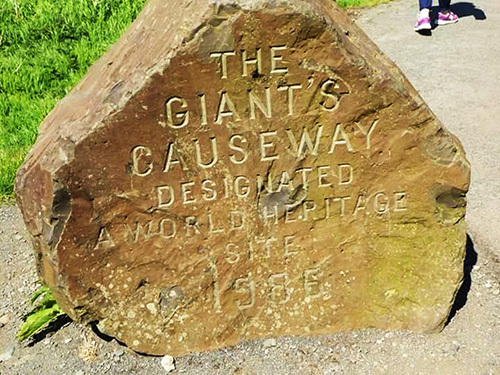 THE
GIANT'S
CAUSEWAY
DESIGNATED
A WORLD HERITAGE
SITE
1986